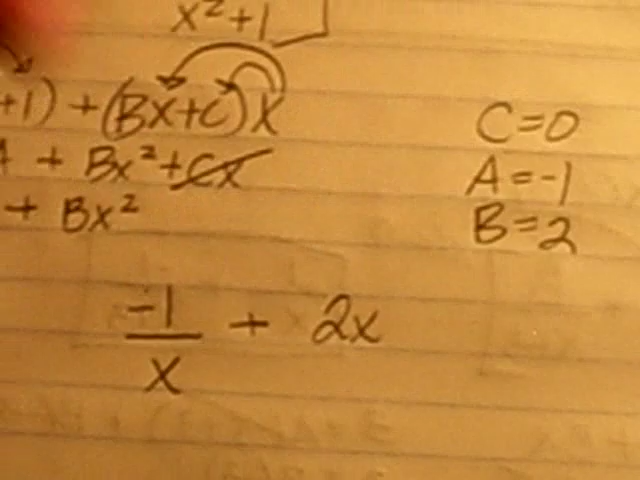 x²+1
+1) + (Bx+C)x
A + Bx² + Cx
+ Bx²
C=0
A=-1
B=2
-1
x
+ 2x